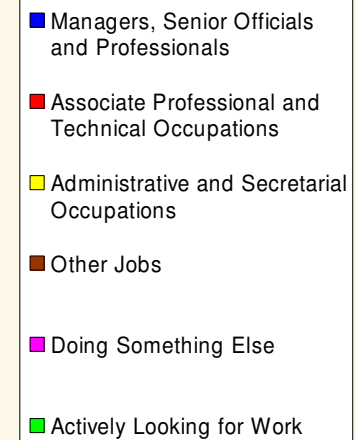 Managers, Senior Officials
and Professionals
Associate Professional and
Technical Occupations
Administrative and Secretarial
Occupations
Other Jobs
Doing Something Else
Actively Looking for Work